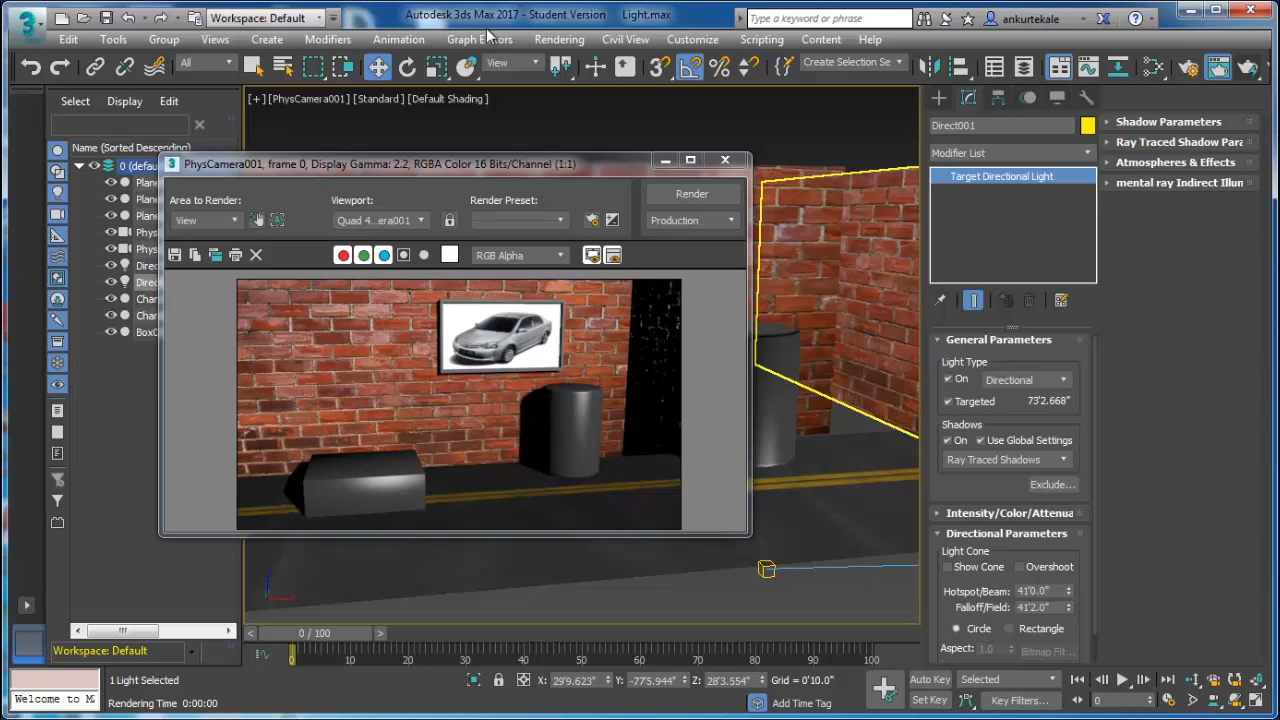 Workspace: Default
Autodesk 3ds Max 2017 - Student Version Light.max
Type a keyword or phrase
ankurtekale
Edit Tools Group Views Create Modifiers Animation Graph Editors Rendering Civil View Customize Scripting Content Help
All
View
Create Selection Se
Select Display Edit
[+] [PhysCamera001] [Standard] [Default Shading]
Direct001
Shadow Parameters
Ray Traced Shadow Para
Atmospheres & Effects
mental ray Indirect Illun
Name (Sorted Descending)
Modifier List
0 (defau
Target Directional Light
Plane
Plane
Plane
Phys
Phys
Direc
Direc
Char
Char
Box0
PhysCamera001, frame 0, Display Gamma: 2.2, RGBA Color 16 Bits/Channel (1:1)
Area to Render:
View
Viewport:
Quad 4...era001
Render Preset:
Render
Production
RGB Alpha
General Parameters
Light Type
On Directional
Targeted 73'2.668"
Shadows
On Use Global Settings
Ray Traced Shadows
Exclude...
Intensity/Color/Attenua
Directional Parameters
Light Cone
Show Cone Overshoot
Hotspot/Beam: 41'0.0"
Falloff/Field: 41'2.0"
Circle Rectangle
Aspect: 1.0 Bitmap Fit...
0 / 100
Workspace: Default
0 10 20 30 40 50 60 70 80 90 100
1 Light Selected
X: 29'9.623" Y: -77'5.944" Z: 28'3.554" Grid = 0'10.0"
Auto Key Selected
Welcome to M
Rendering Time 0:00:00
Add Time Tag
Set Key Key Filters...
0